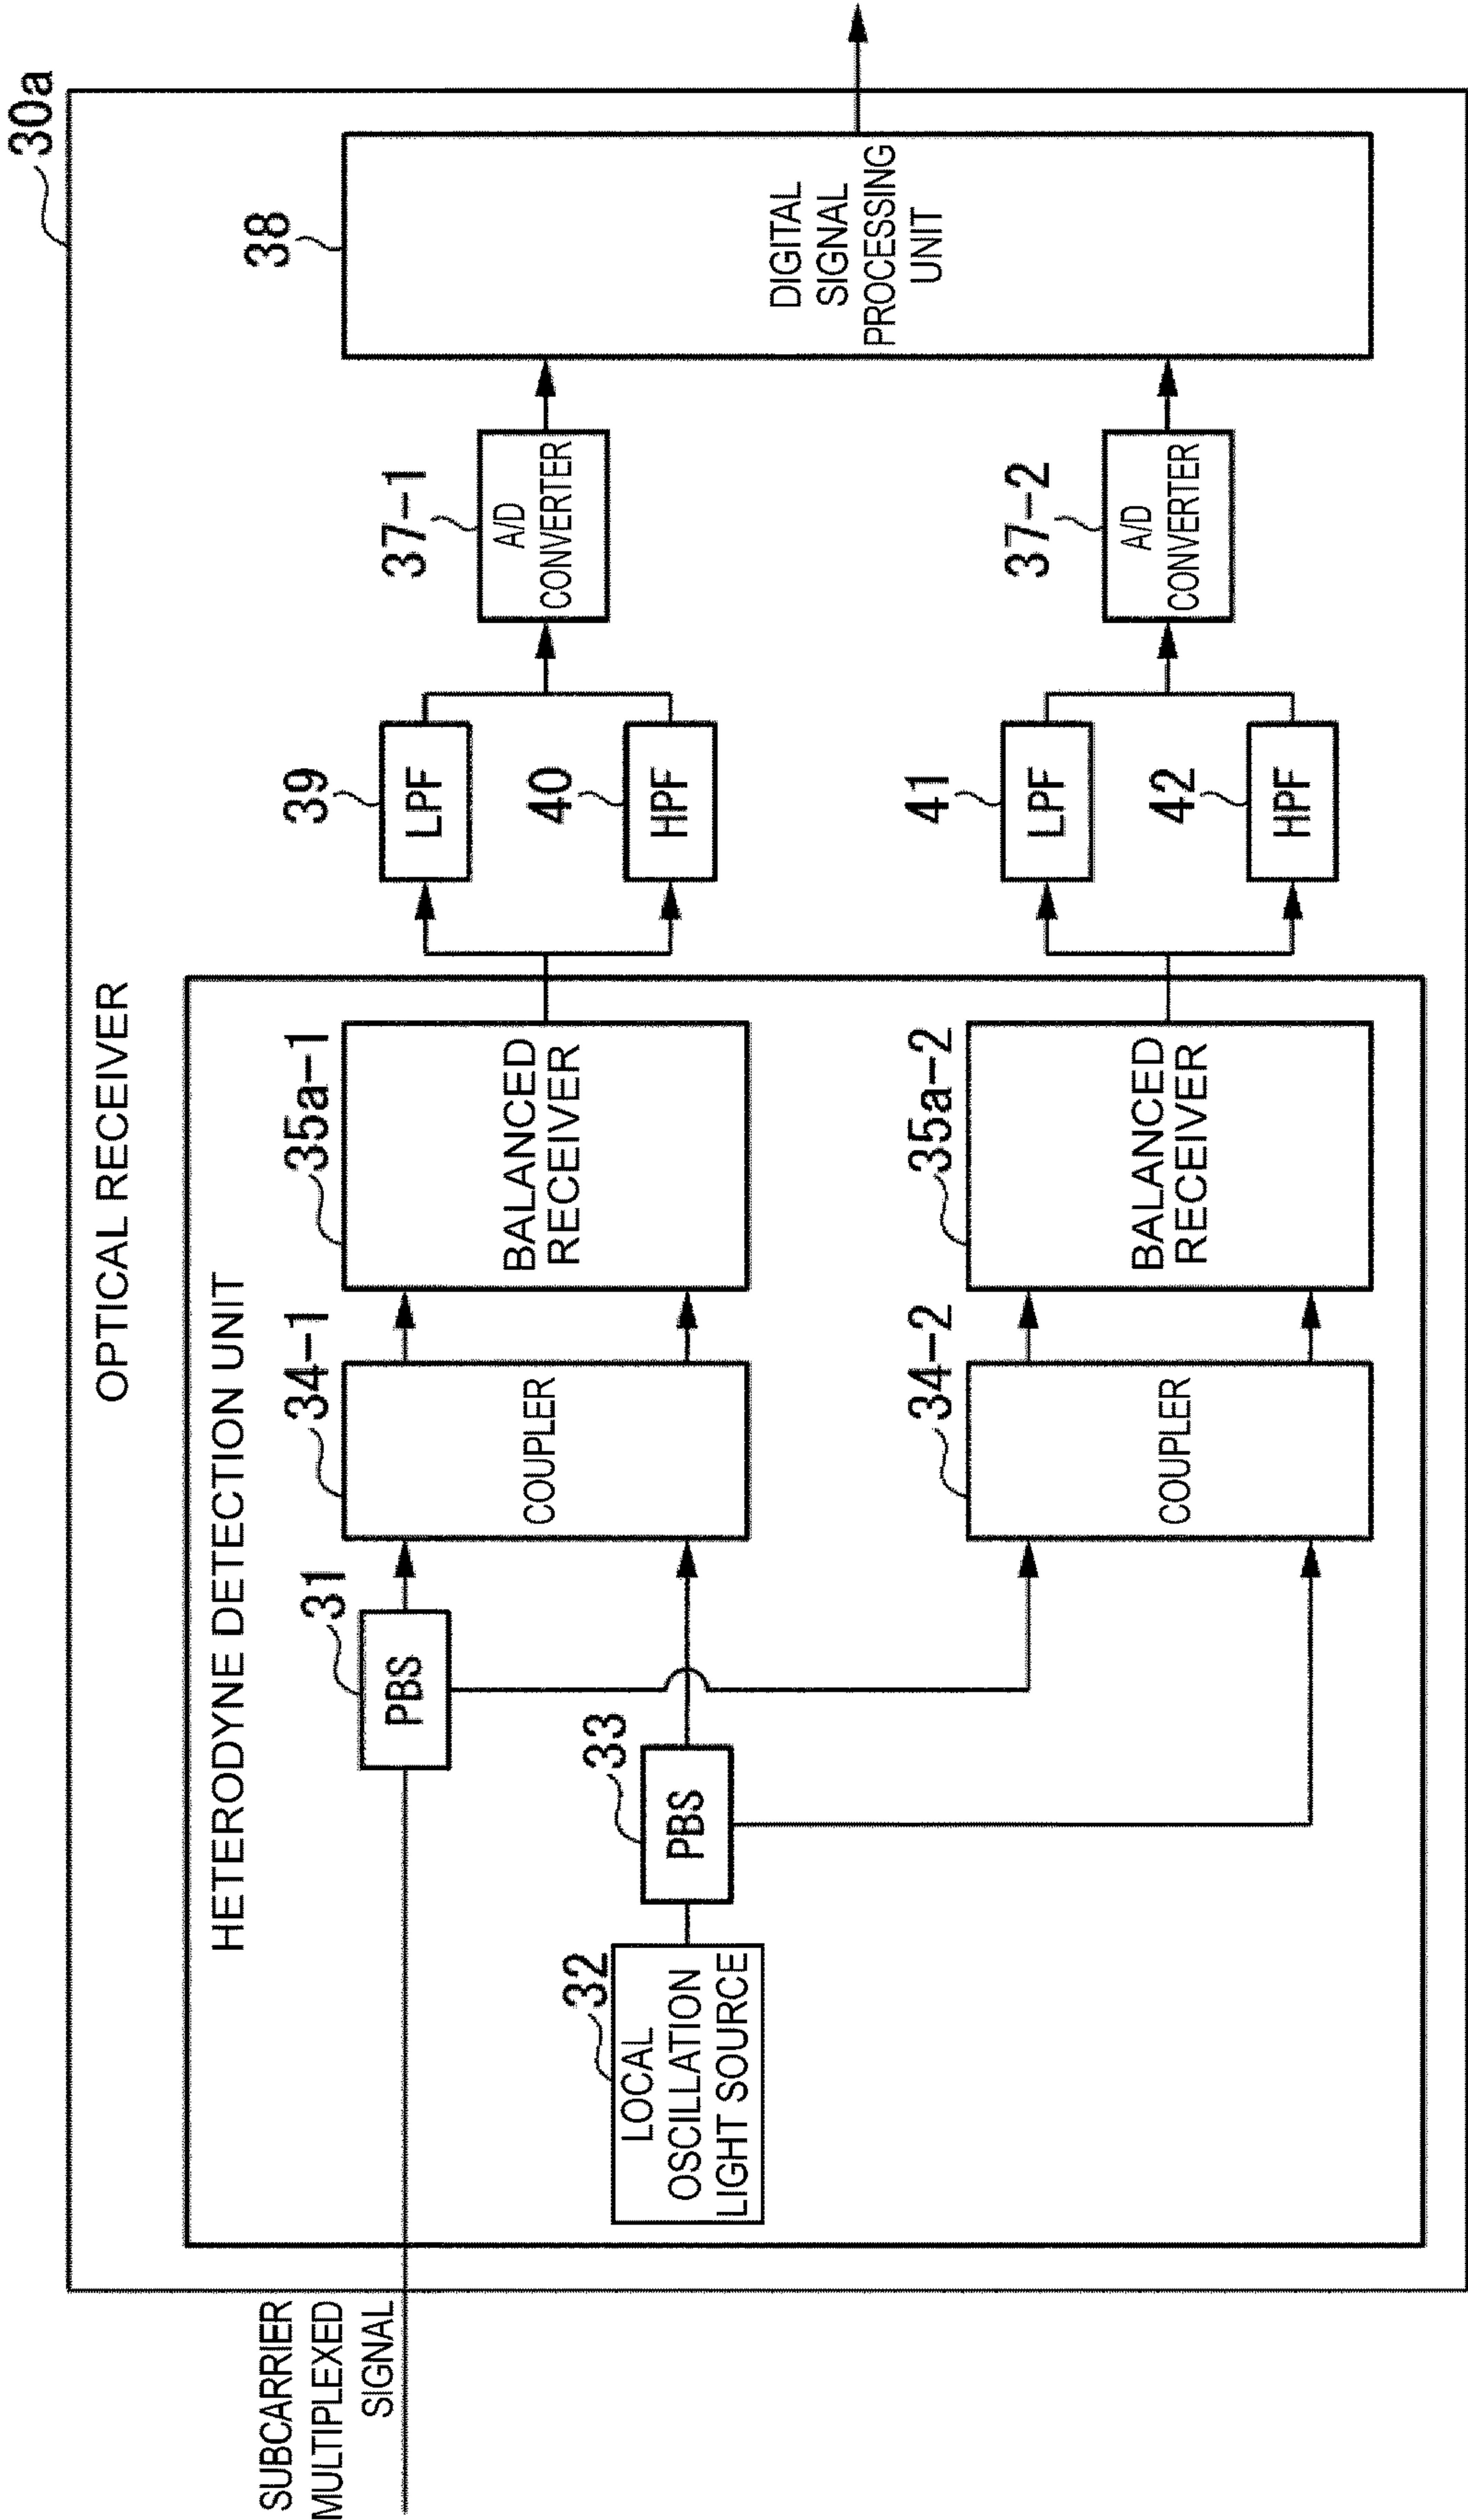 30a
OPTICAL RECEIVER
HETERODYNE DETECTION UNIT
SUBCARRIER
MULTIPLEXED
SIGNAL
31
PBS
32
LOCAL
OSCILLATION
LIGHT SOURCE
33
PBS
34-1
COUPLER
35a-1
BALANCED
RECEIVER
39
LPF
40
HPF
37-1
A/D
CONVERTER
38
DIGITAL
SIGNAL
PROCESSING
UNIT
34-2
COUPLER
35a-2
BALANCED
RECEIVER
41
LPF
42
HPF
37-2
A/D
CONVERTER